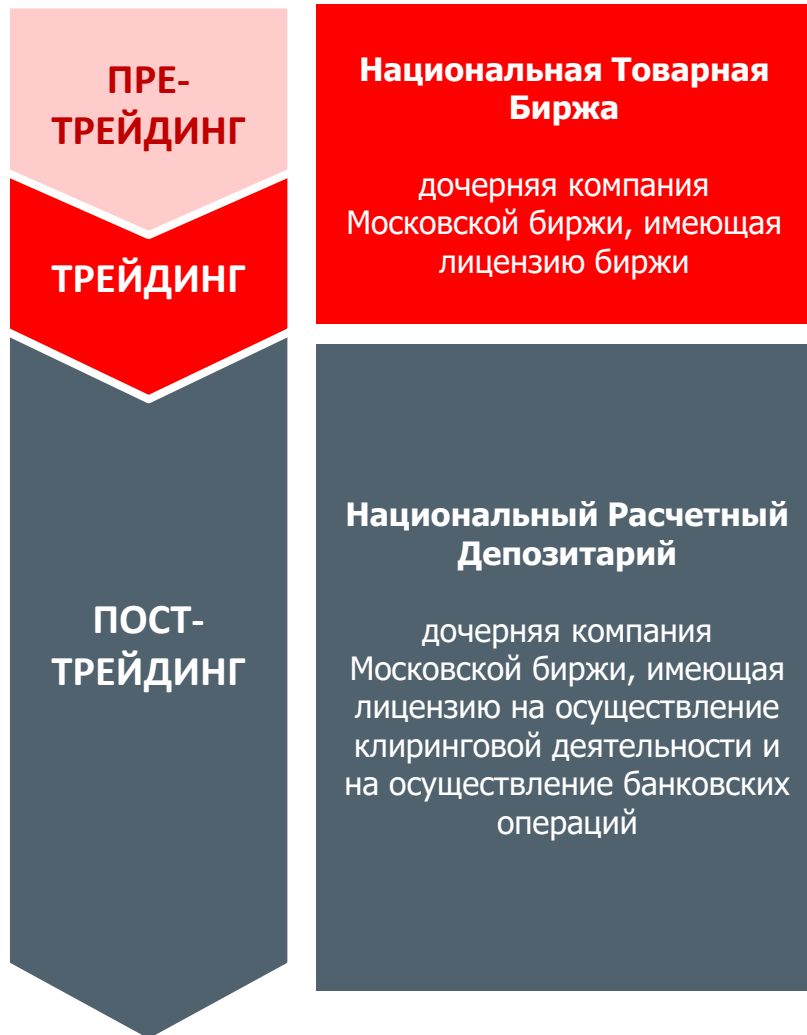 ПРЕ-
ТРЕЙДИНГ
Национальная Товарная
Биржа
дочерняя компания
Московской биржи, имеющая
лицензию биржи
ТРЕЙДИНГ
ПОСТ-
ТРЕЙДИНГ
Национальный Расчетный
Депозитарий
дочерняя компания
Московской биржи, имеющая
лицензию на осуществление
клиринговой деятельности и
на осуществление банковских
операций